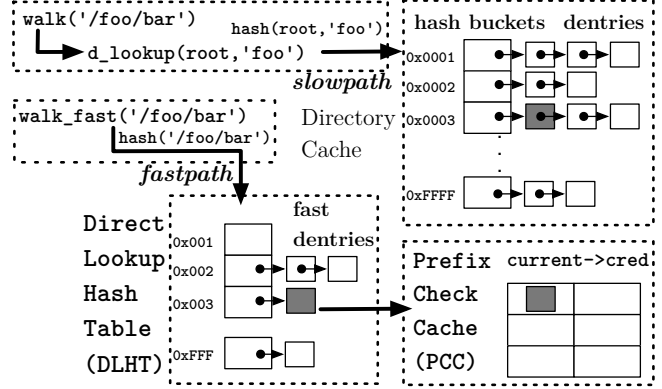 walk('/foo/bar')
hash(root,'foo')
d_lookup(root,'foo')
slowpath
hash buckets dentries
0x0001
0x0002
0x0003
.
.
.
0xFFFF
walk_fast('/foo/bar')
hash('/foo/bar')
fastpath
Directory
Cache
Direct
Lookup
Hash
Table
(DLHT)
fast
dentries
0x001
0x002
0x003
0xFFF
Prefix
Check
Cache
(PCC)
current->cred